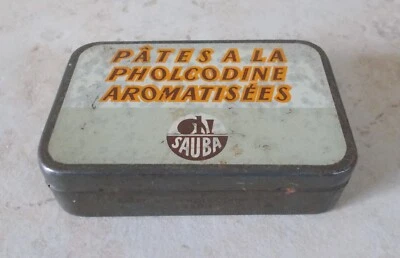 PÂTES A LA
PHOLCODINE
AROMATISÉES
SAUBA